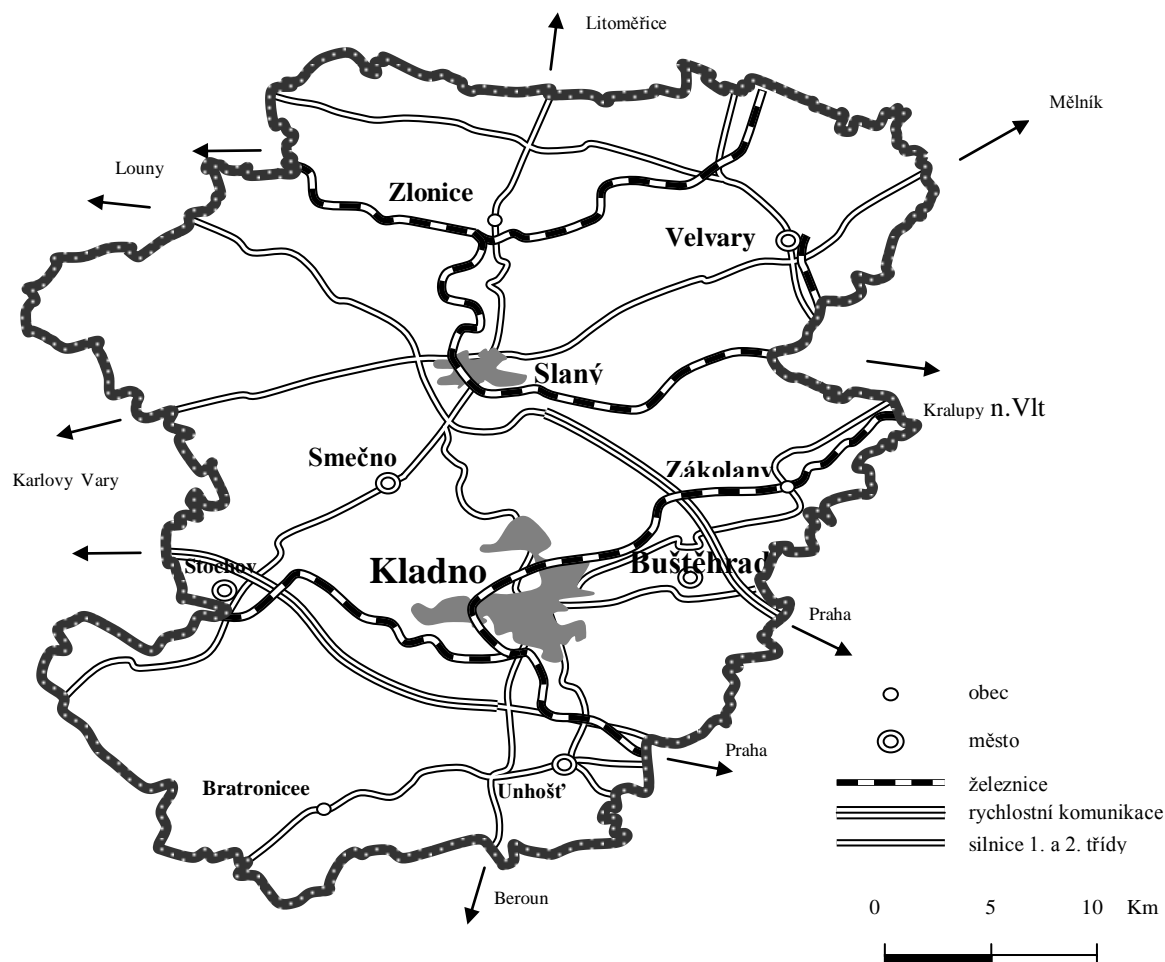 Litoměřice
Mělník
Louny
Zlonice
Velvary
Slaný
Kralupy n.Vlt
Karlovy Vary
Smečno
Zákolany
Stochov
Kladno
Buštěhrad
Praha
obec
město
Praha
železnice
Bratronicee
Unhošť
rychlostní komunikace
silnice 1. a 2. třídy
Beroun
0 5 10 Km